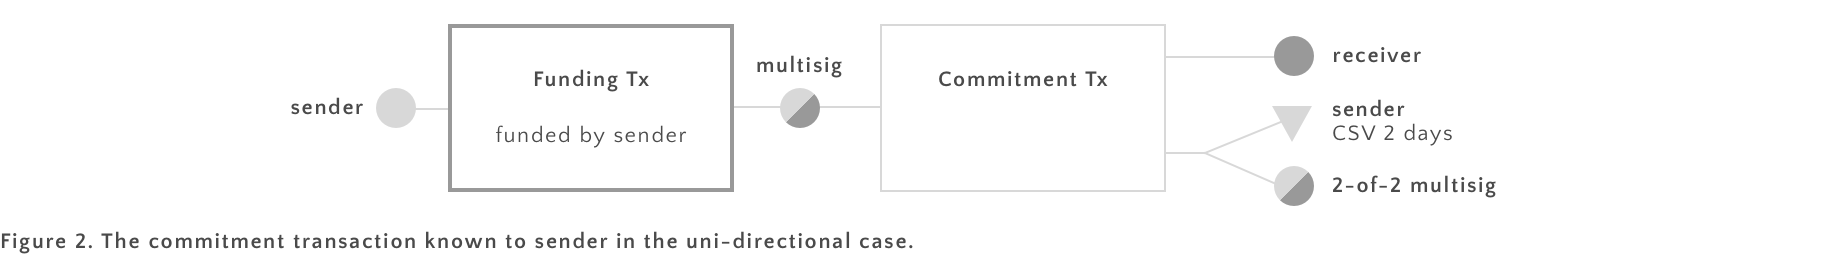 sender
Funding Tx
funded by sender
multisig
Commitment Tx
receiver
sender
CSV 2 days
2-of-2 multisig
Figure 2. The commitment transaction known to sender in the uni-directional case.